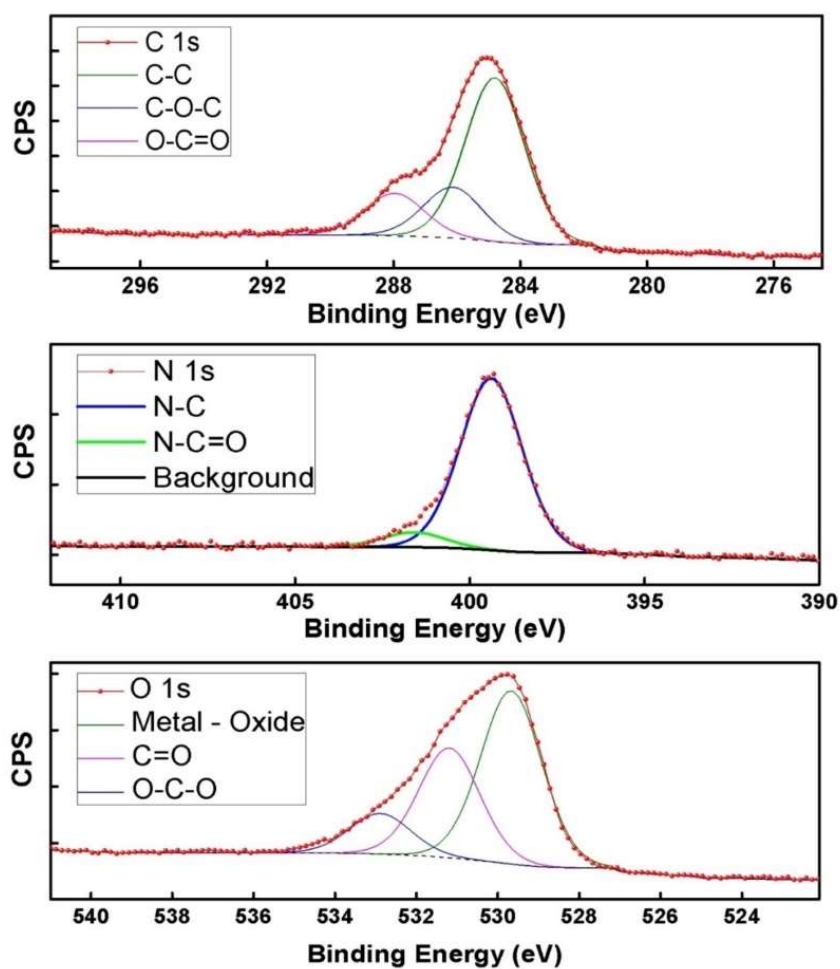 C 1s
C-C
C-O-C
O-C=O
CPS
296 292 288 284 280 276
Binding Energy (eV)
N 1s
N-C
N-C=O
Background
CPS
410 405 400 395 390
Binding Energy (eV)
O 1s
Metal - Oxide
C=O
O-C-O
CPS
540 538 536 534 532 530 528 526 524
Binding Energy (eV)